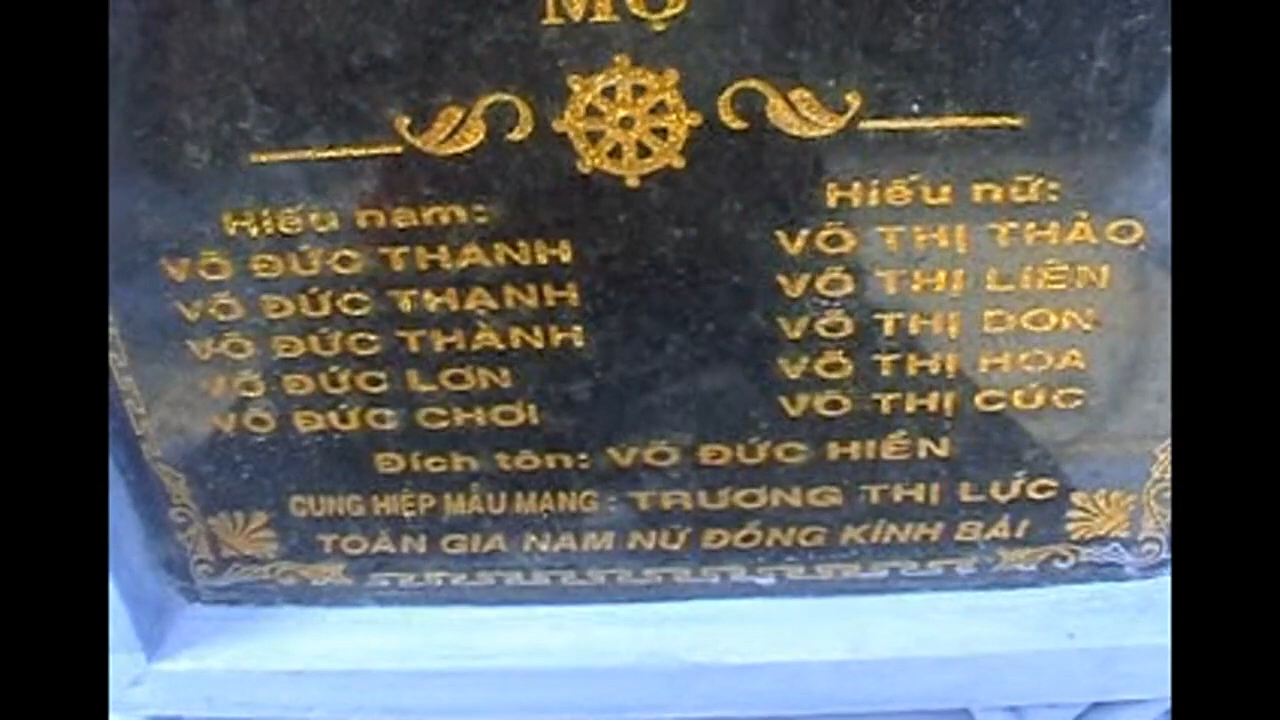 MỘ
Hiếu nam:
VÕ ĐỨC THANH
VÕ ĐỨC THẠNH
VÕ ĐỨC THÀNH
VÕ ĐỨC LƠN
VÕ ĐỨC CHƠI
Hiếu nữ:
VÕ THỊ THẢO
VÕ THỊ LIÊN
VÕ THỊ DON
VÕ THỊ HOA
VÕ THỊ CÚC
Đích tôn: VÕ ĐỨC HIỀN
CUNG HIỆP MẪU MẠNG : TRƯƠNG THỊ LỰC
TOÀN GIA NAM NỮ ĐỒNG KÍNH BÁI